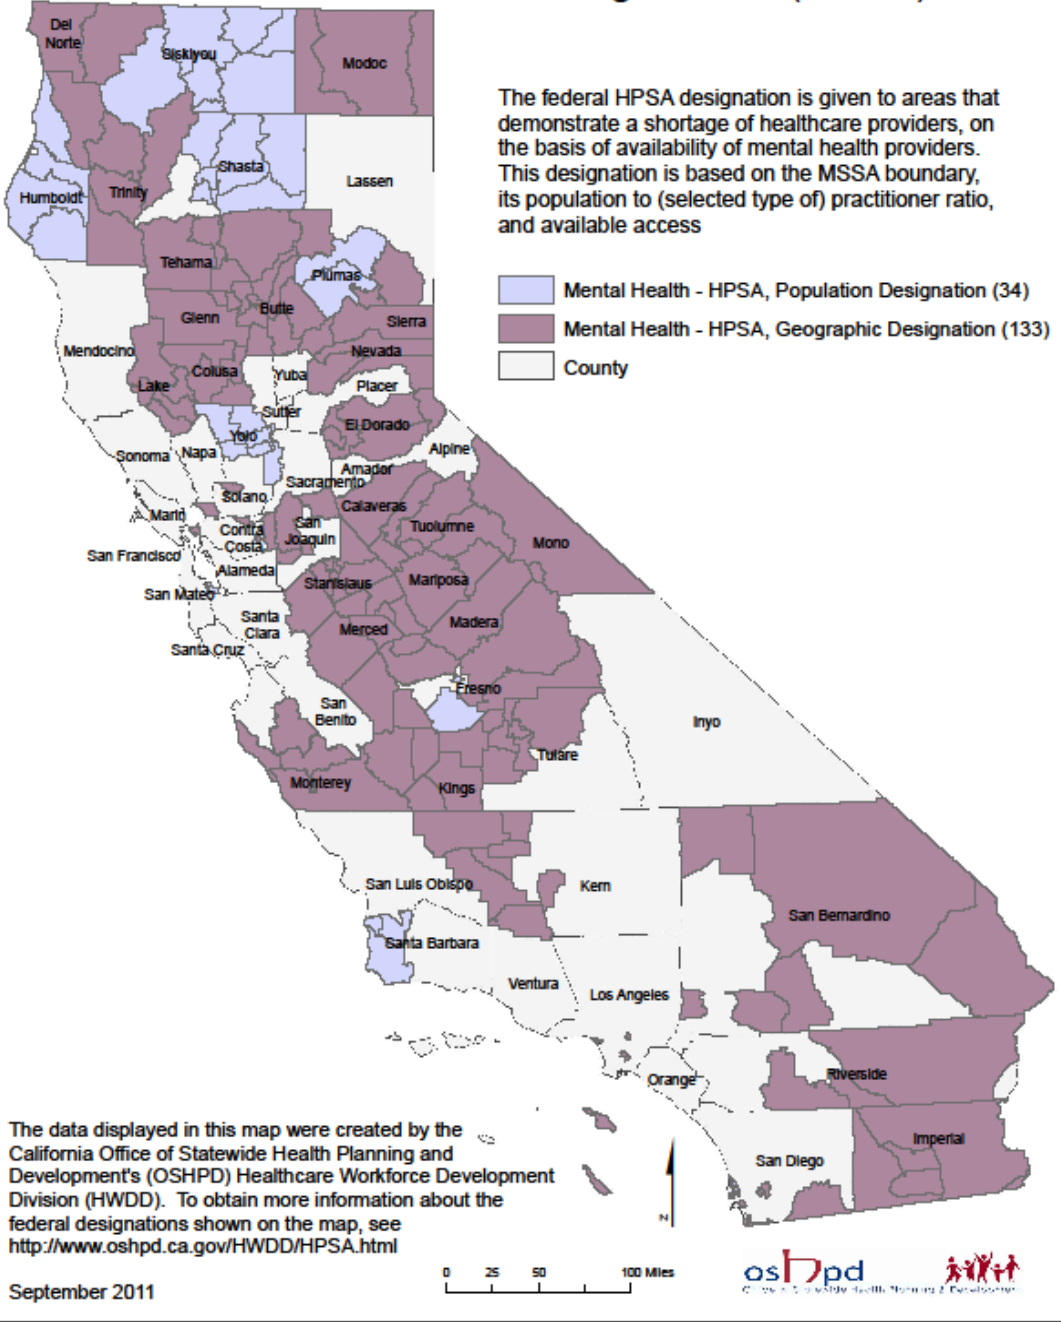 Del
Norte
Siskiyou
Modoc
The federal HPSA designation is given to areas that
demonstrate a shortage of healthcare providers, on
the basis of availability of mental health providers.
This designation is based on the MSSA boundary,
its population to (selected type of) practitioner ratio,
and available access
Shasta
Lassen
Humboldt
Trinity
Tehama
Plumas
Mental Health - HPSA, Population Designation (34)
Butte
Glenn
Sierra
Mental Health - HPSA, Geographic Designation (133)
Mendocino
Nevada
County
Colusa
Yuba
Lake
Placer
Sutter
El Dorado
Yolo
Alpine
Sonoma
Napa
Amador
Sacramento
Solano
Calaveras
Marin
San
Joaquin
Tuolumne
Contra
Costa
Mono
San Francisco
Alameda
Stanislaus
Mariposa
San Mateo
Santa
Clara
Merced
Madera
Santa Cruz
Fresno
San
Benito
Inyo
Tulare
Monterey
Kings
San Luis Obispo
Kern
San Bernardino
Santa Barbara
Ventura
Los Angeles
Orange
Riverside
Imperial
San Diego
The data displayed in this map were created by the
California Office of Statewide Health Planning and
Development's (OSHPD) Healthcare Workforce Development
Division (HWDD). To obtain more information about the
federal designations shown on the map, see
http://www.oshpd.ca.gov/HWDD/HPSA.html
N
0 25 50 100 Miles
September 2011
oshpd